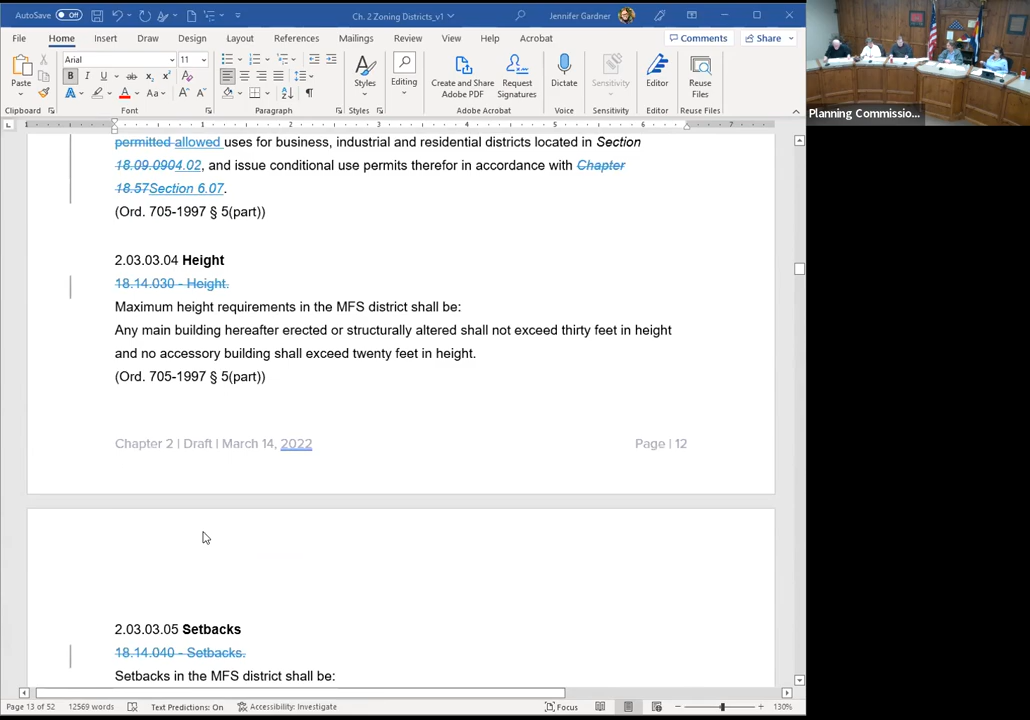 AutoSave Off Ch. 2 Zoning Districts_v1 Jennifer Gardner
File Home Insert Draw Design Layout References Mailings Review View Help Acrobat Comments Share
Paste Arial 11 Styles Editing Create and Share Adobe PDF Request Signatures Dictate Sensitivity Editor Reuse Files
Clipboard Font Paragraph Styles Adobe Acrobat Voice Sensitivity Editor Reuse Files
Planning Commissio...
1 1 2 3 4 5 6 7
permitted allowed uses for business, industrial and residential districts located in Section
18.09.0904.02, and issue conditional use permits therefor in accordance with Chapter
18.57Section 6.07.
(Ord. 705-1997 § 5(part))
2.03.03.04 Height
18.14.030 - Height.
Maximum height requirements in the MFS district shall be:
Any main building hereafter erected or structurally altered shall not exceed thirty feet in height
and no accessory building shall exceed twenty feet in height.
(Ord. 705-1997 § 5(part))
Chapter 2 | Draft | March 14, 2022 Page | 12
2.03.03.05 Setbacks
18.14.040 - Setbacks.
Setbacks in the MFS district shall be:
Page 13 of 52 12569 words Text Predictions: On Accessibility: Investigate Focus 130%